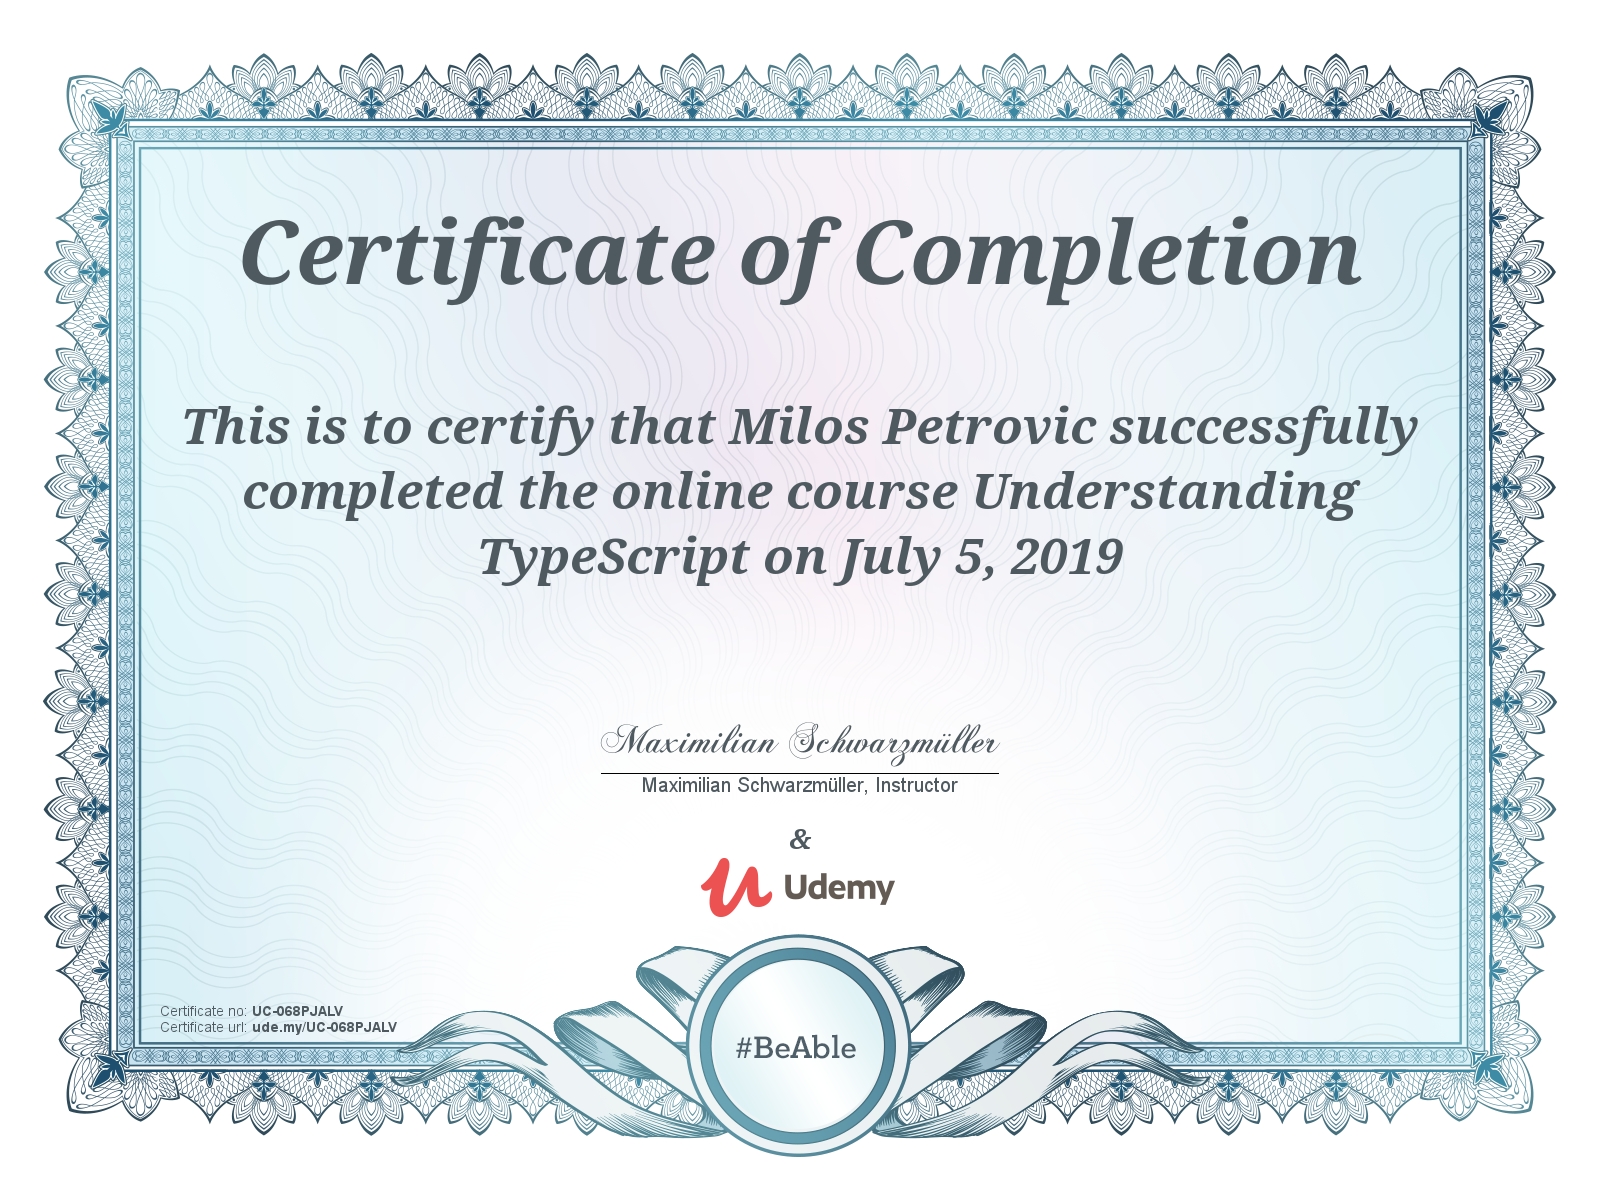 Certificate of Completion
This is to certify that Milos Petrovic successfully
completed the online course Understanding
TypeScript on July 5, 2019
Maximilian Schwarzmüller
Maximilian Schwarzmüller, Instructor
&
Udemy
Certificate no: UC-068PJALV
Certificate url: ude.my/UC-068PJALV
#BeAble